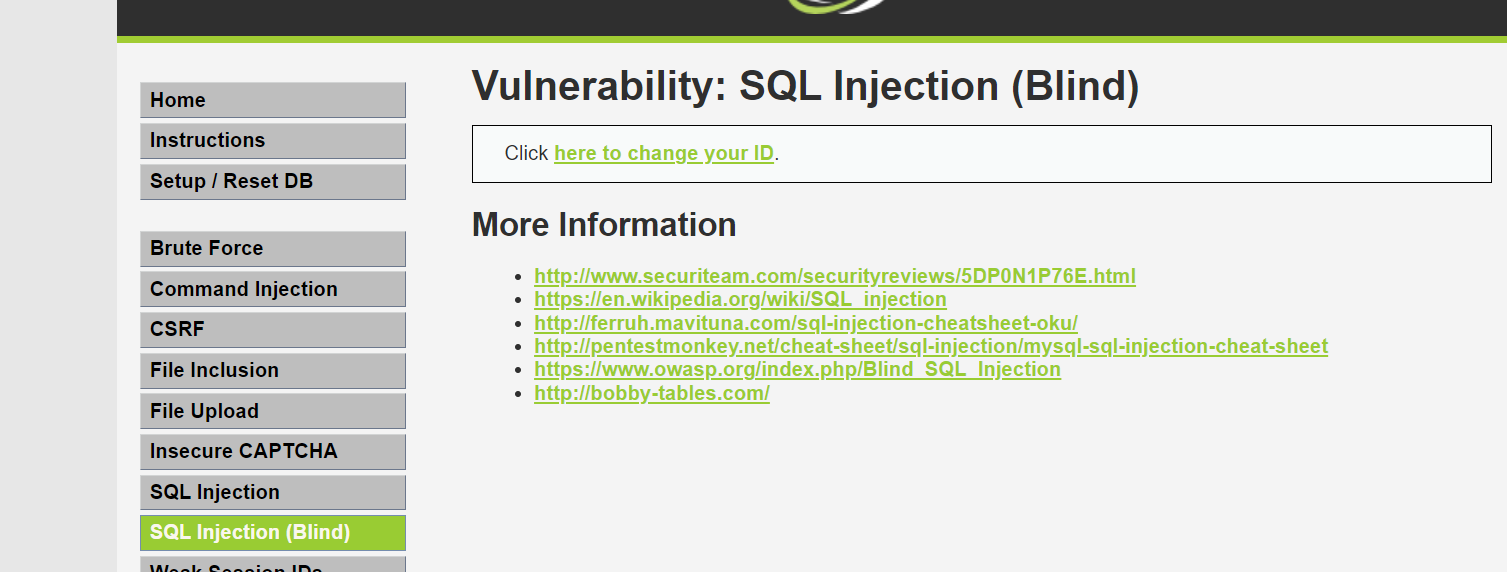 Home
Instructions
Setup / Reset DB
Brute Force
Command Injection
CSRF
File Inclusion
File Upload
Insecure CAPTCHA
SQL Injection
SQL Injection (Blind)
Weak Session IDs
Vulnerability: SQL Injection (Blind)
Click here to change your ID.
More Information
http://www.securiteam.com/securityreviews/5DP0N1P76E.html
https://en.wikipedia.org/wiki/SQL_injection
http://ferruh.mavituna.com/sql-injection-cheatsheet-oku/
http://pentestmonkey.net/cheat-sheet/sql-injection/mysql-sql-injection-cheat-sheet
https://www.owasp.org/index.php/Blind_SQL_Injection
http://bobby-tables.com/